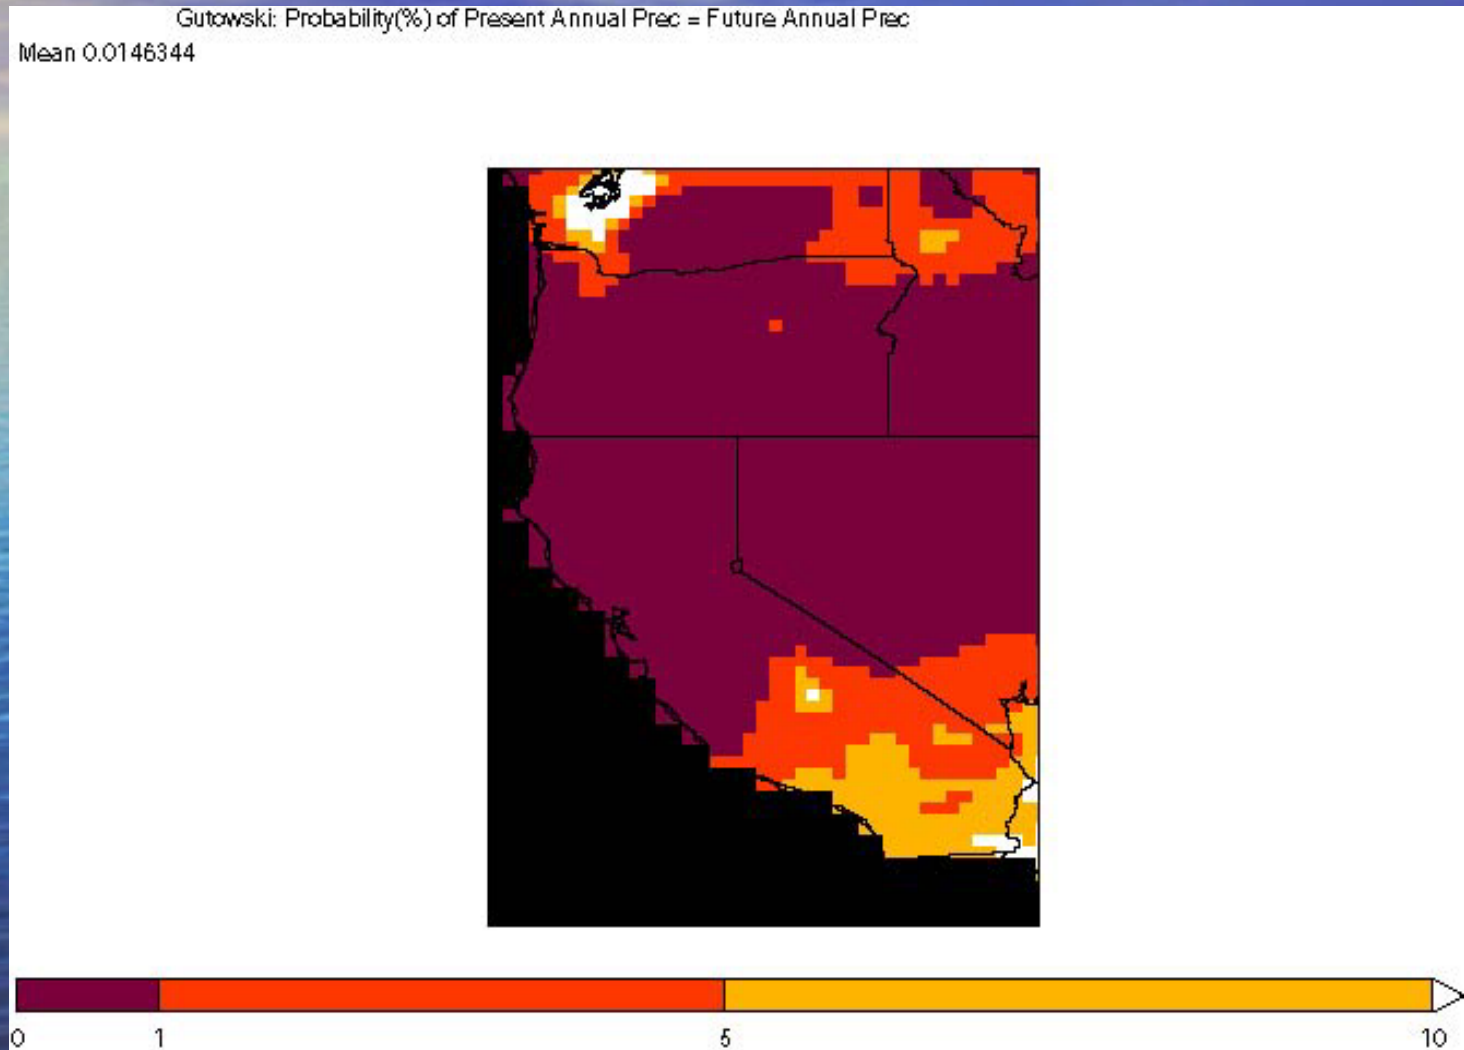 Gutowski: Probability(%) of Present Annual Prec = Future Annual Prec
Mean 0.0146344
0 1 5 10